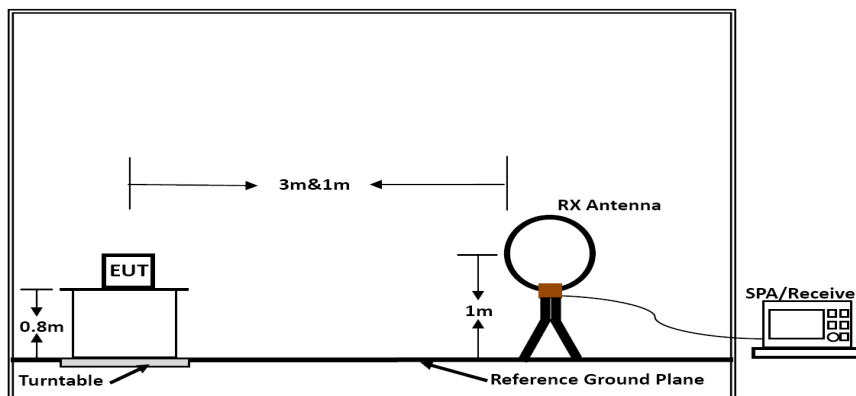 3m&1m
RX Antenna
EUT
SPA/Receive
0.8m
1m
Turntable
Reference Ground Plane